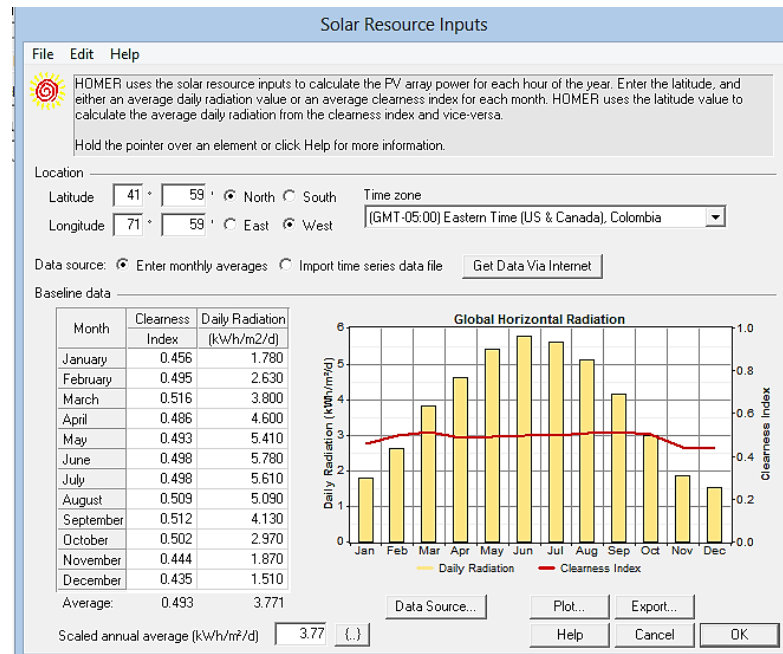 Solar Resource Inputs
File Edit Help
HOMER uses the solar resource inputs to calculate the PV array power for each hour of the year. Enter the latitude, and
either an average daily radiation value or an average clearness index for each month. HOMER uses the latitude value to
calculate the average daily radiation from the clearness index and vice-versa.
Hold the pointer over an element or click Help for more information.
Location
Latitude 41 ° 59 ' North South Time zone
Longitude 71 ° 59 ' East West (GMT-05:00) Eastern Time (US & Canada), Colombia
Data source: Enter monthly averages Import time series data file Get Data Via Internet
Baseline data
Month Clearness Index Daily Radiation (kWh/m2/d)
January 0.456 1.780
February 0.495 2.630
March 0.516 3.800
April 0.486 4.600
May 0.493 5.410
June 0.498 5.780
July 0.498 5.610
August 0.509 5.090
September 0.512 4.130
October 0.502 2.970
November 0.444 1.870
December 0.435 1.510
Average: 0.493 3.771
Scaled annual average (kWh/m²/d) 3.77 {..}
Global Horizontal Radiation
Daily Radiation (kWh/m²/d)
6
5
4
3
2
1
0
Jan Feb Mar Apr May Jun Jul Aug Sep Oct Nov Dec
1.0
0.8
0.6
0.4
0.2
0.0
Clearness Index
Daily Radiation Clearness Index
Data Source... Plot... Export...
Help Cancel OK